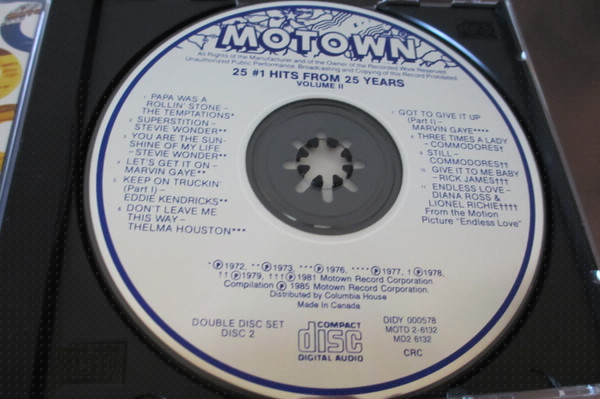 MOTOWN
All Rights of the Manufacturer and of the Owner of the Recorded Work Reserved
Unauthorized Public Performance, Broadcasting and Copying of this Record Prohibited
25 #1 HITS FROM 25 YEARS
VOLUME II
1. PAPA WAS A
ROLLIN' STONE –
THE TEMPTATIONS*
2. SUPERSTITION –
STEVIE WONDER**
3. YOU ARE THE SUN-
SHINE OF MY LIFE
– STEVIE WONDER**
4. LET'S GET IT ON –
MARVIN GAYE**
5. KEEP ON TRUCKIN'
(Part I) –
EDDIE KENDRICKS**
6. DON'T LEAVE ME
THIS WAY –
THELMA HOUSTON***
GOT TO GIVE IT UP
(Part I) –
MARVIN GAYE****
THREE TIMES A LADY
– COMMODORES†
STILL –
COMMODORES††
GIVE IT TO ME BABY
– RICK JAMES†††
ENDLESS LOVE –
DIANA ROSS &
LIONEL RICHIE††††
From the Motion
Picture "Endless Love"
*℗1972, **℗1973, ***℗1976, ****℗1977, †℗1978,
††℗1979, †††℗1981 Motown Record Corporation
Compilation ℗ 1985 Motown Record Corporation.
Distributed by Columbia House
Made in Canada
DOUBLE DISC SET
DISC 2
COMPACT
disc
DIGITAL AUDIO
DIDY 000578
MOTD 2-6132
MD2 6132
CRC